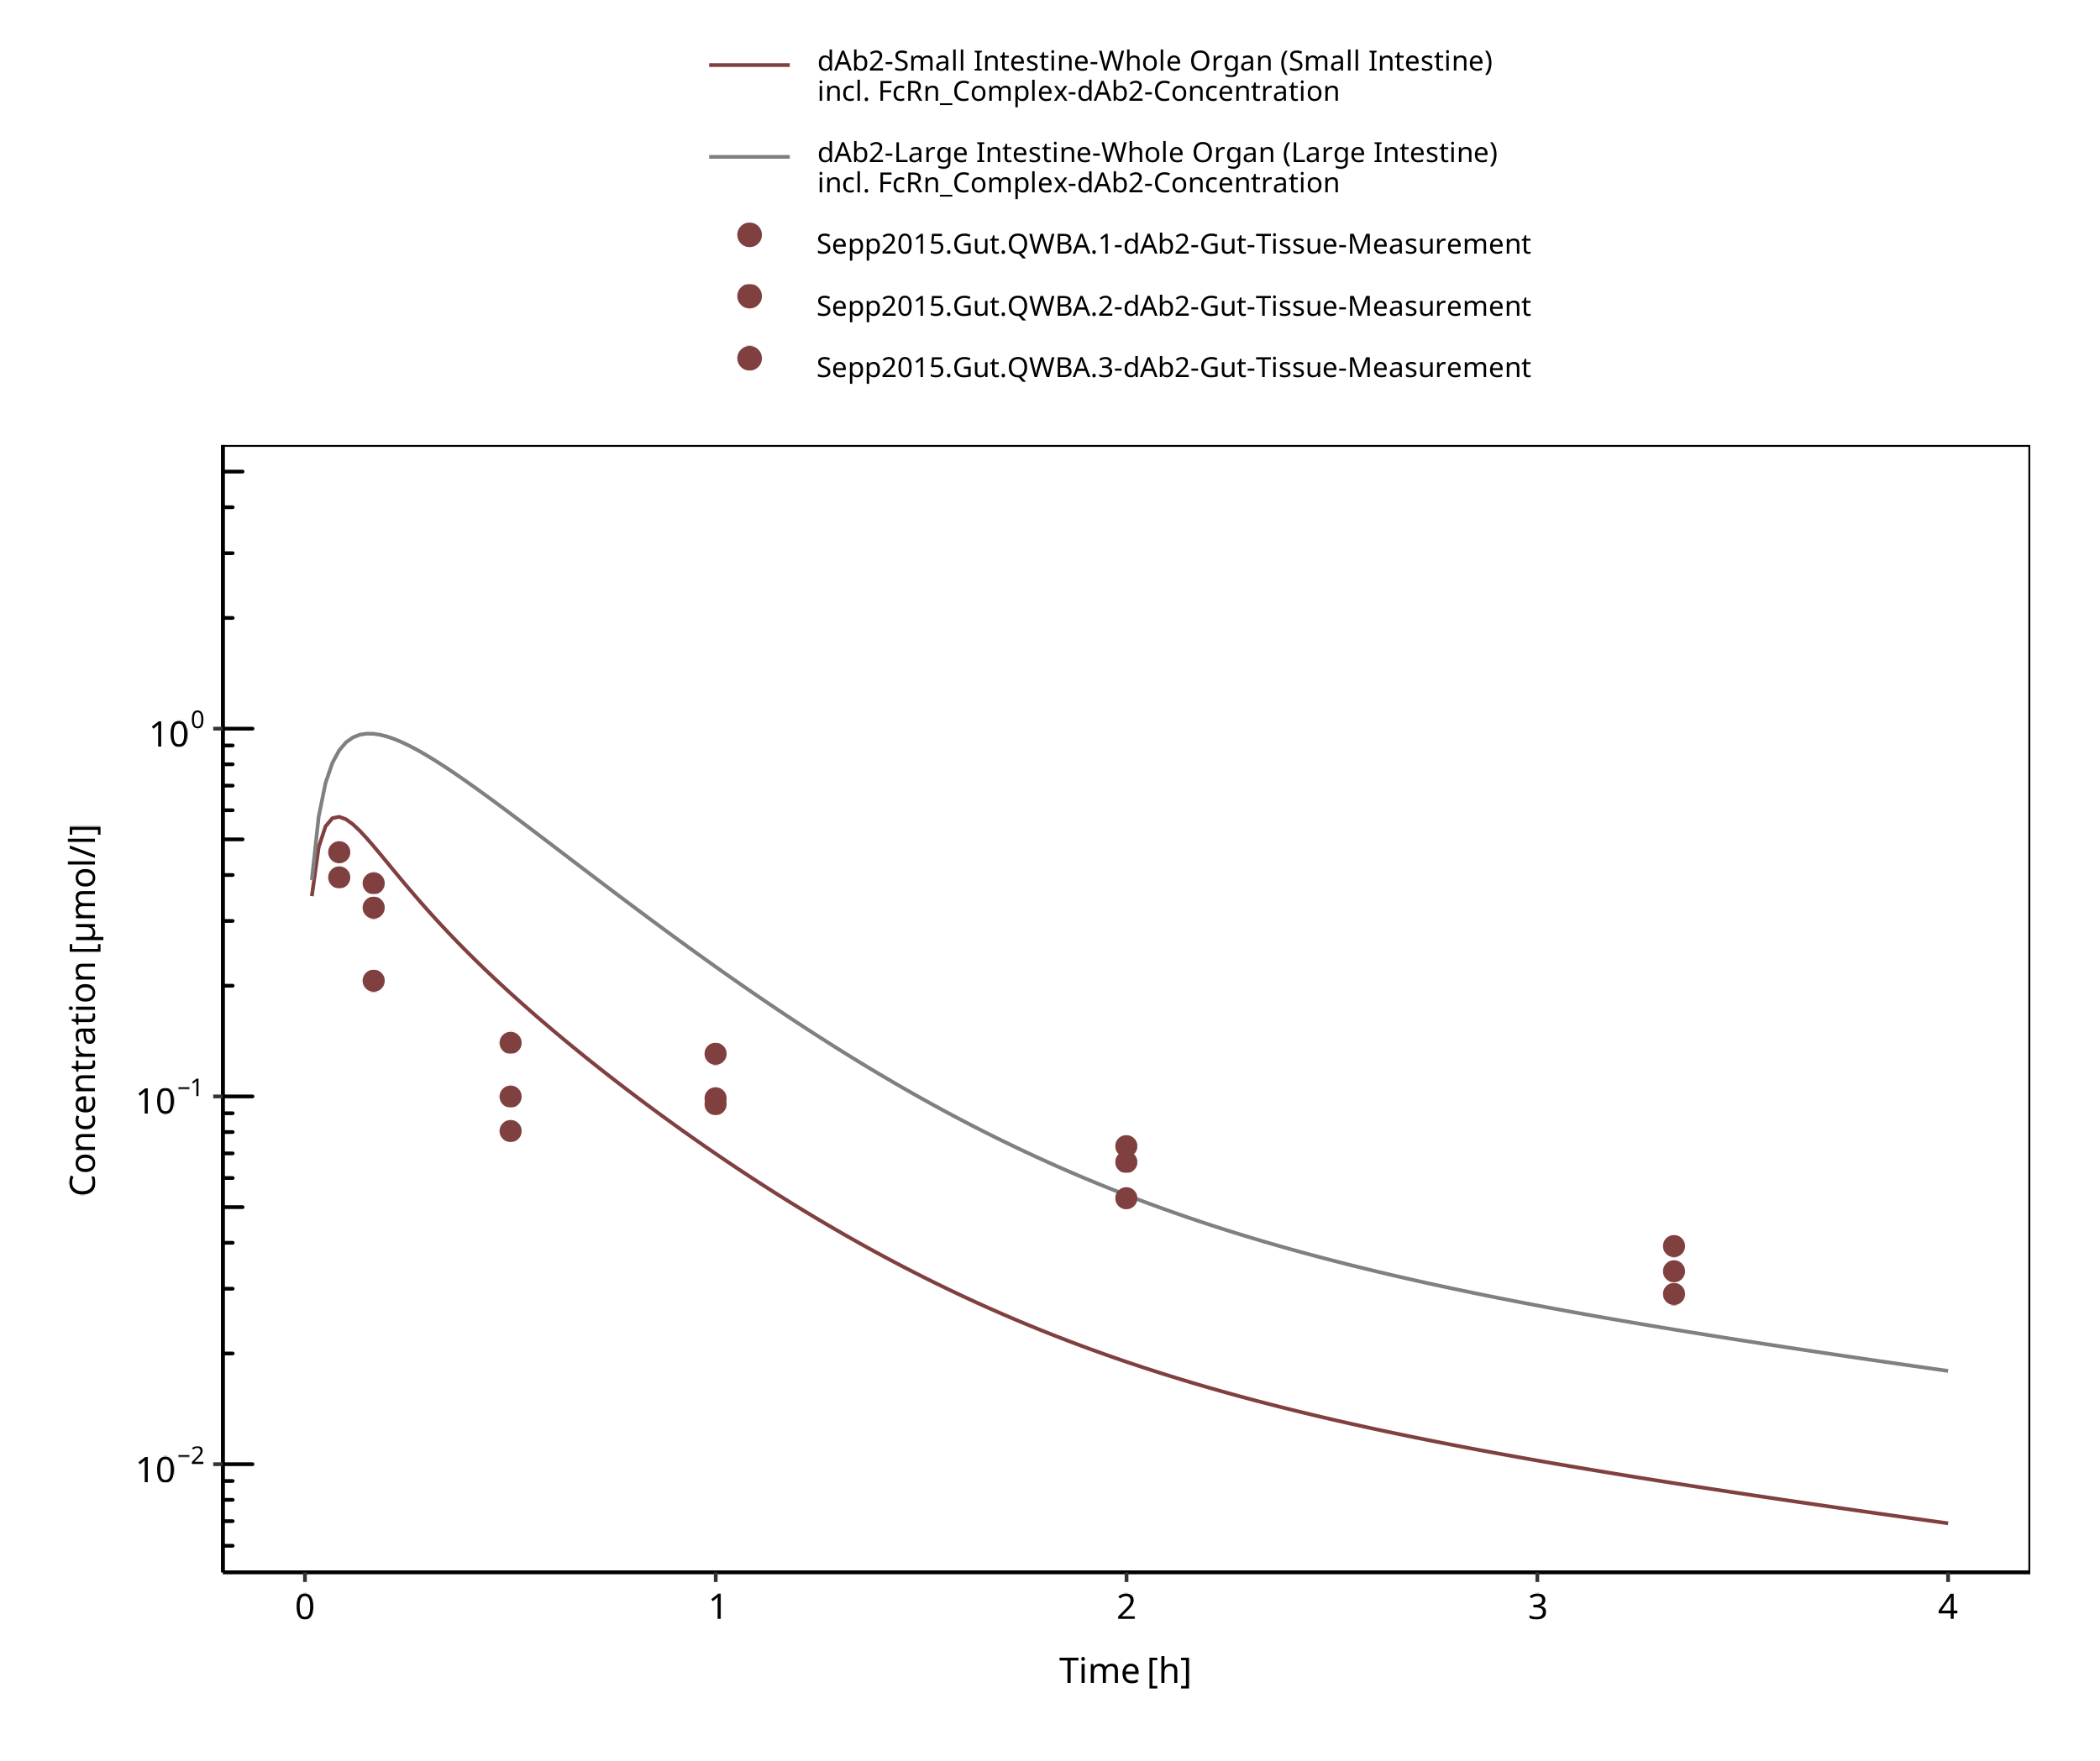 dAb2-Small Intestine-Whole Organ (Small Intestine)
incl. FcRn_Complex-dAb2-Concentration
dAb2-Large Intestine-Whole Organ (Large Intestine)
incl. FcRn_Complex-dAb2-Concentration
Sepp2015.Gut.QWBA.1-dAb2-Gut-Tissue-Measurement
Sepp2015.Gut.QWBA.2-dAb2-Gut-Tissue-Measurement
Sepp2015.Gut.QWBA.3-dAb2-Gut-Tissue-Measurement
Concentration [µmol/l]
10⁰
10⁻¹
10⁻²
0 1 2 3 4
Time [h]